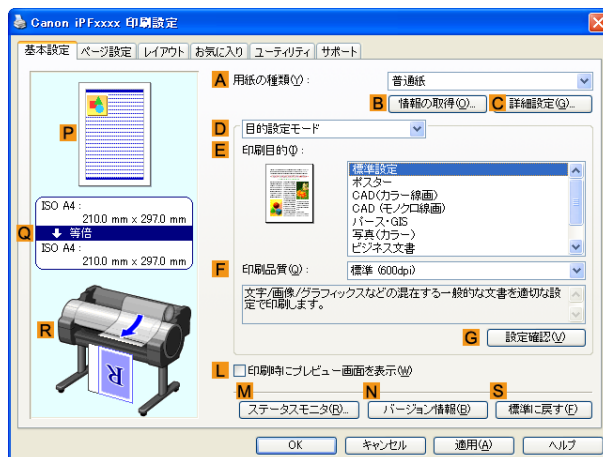 Canon iPFxxxx 印刷設定
基本設定 ページ設定 レイアウト お気に入り ユーティリティ サポート
A 用紙の種類(Y): 普通紙
B 情報の取得(O)... C 詳細設定(G)...
D 目的設定モード
E 印刷目的(I):
標準設定
ポスター
CAD(カラー線画)
CAD (モノクロ線画)
パース・GIS
写真(カラー)
ビジネス文書
P
Q
ISO A4 :
210.0 mm x 297.0 mm
等倍
ISO A4 :
210.0 mm x 297.0 mm
R
R
F 印刷品質(Q): 標準 (600dpi)
文字/画像/グラフィックスなどの混在する一般的な文書を適切な設
定で印刷します。
G 設定確認(V)
L 印刷時にプレビュー画面を表示(W)
M N S
ステータスモニタ(R)... バージョン情報(B) 標準に戻す(F)
OK キャンセル 適用(A) ヘルプ